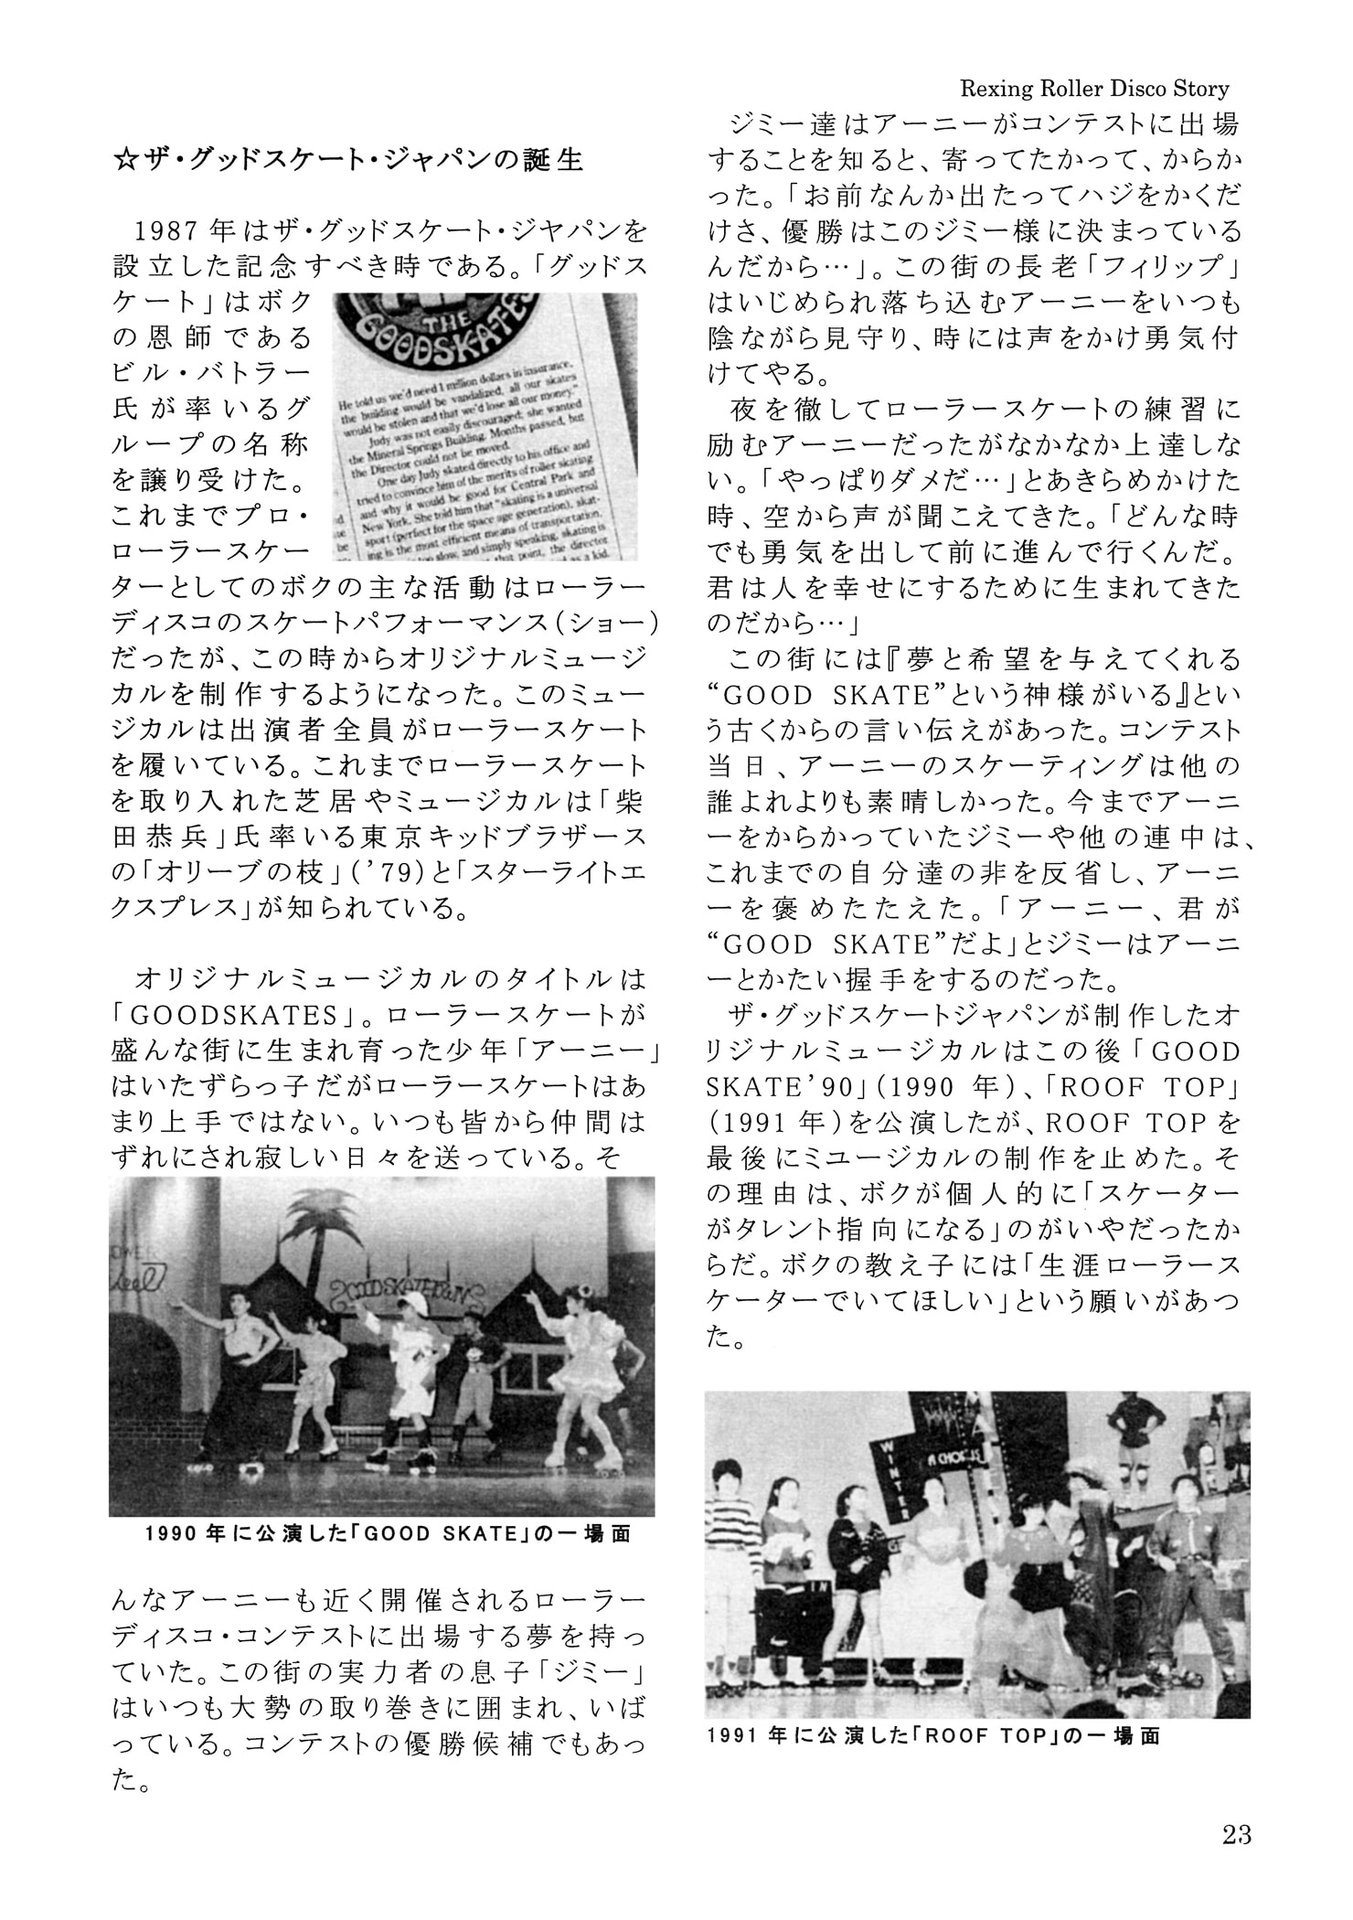 Rexing Roller Disco Story
☆ザ・グッドスケート・ジャパンの誕生
1987 年はザ・グッドスケート・ジヤパンを
設立した記念すべき時である。「グッドス
ケート」はボク
の恩師である
ビル・バトラー
氏が率いるグ
ループの名称
を譲り受けた。
これまでプロ・
ローラースケー
ターとしてのボクの主な活動はローラー
ディスコのスケートパフォーマンス(ショー)
だったが、この時からオリジナルミュージ
カルを制作するようになった。このミュー
ジカルは出演者全員がローラースケート
を履いている。これまでローラースケート
を取り入れた芝居やミュージカルは「柴
田恭兵」氏率いる東京キッドブラザース
の「オリーブの枝」(’79)と「スターライトエ
クスプレス」が知られている。
THE
GOODSKATES
He told us we'd need 1 million dollars in insurance,
the building would be vandalized, all our skates
would be stolen and that we'd lose all our money."
Judy was not easily discouraged; she wanted
the Mineral Springs Building. Months passed, but
the Director could not be moved.
One day Judy skated directly to his office and
tried to convince him of the merits of roller skating
and why it would be good for Central Park and
New York. She told him that "skating is a universal
sport (perfect for the space age generation), skat-
ing is the most efficient means of transportation,
too slow, and simply speaking, skating is
that point, the director
as a kid
オリジナルミュージカルのタイトルは
「GOODSKATES」。ローラースケートが
盛んな街に生まれ育った少年「アーニー」
はいたずらっ子だがローラースケートはあ
まり上手ではない。いつも皆から仲間は
ずれにされ寂しい日々を送っている。そ
GOODSKATETOWN
1990 年に公演した「GOOD SKATE」の一場面
んなアーニーも近く開催されるローラー
ディスコ・コンテストに出場する夢を持っ
ていた。この街の実力者の息子「ジミー」
はいつも大勢の取り巻きに囲まれ、いば
っている。コンテストの優勝候補でもあっ
た。
ジミー達はアーニーがコンテストに出場
することを知ると、寄ってたかって、からか
った。「お前なんか出たってハジをかくだ
けさ、優勝はこのジミー様に決まっている
んだから…」。この街の長老「フィリップ」
はいじめられ落ち込むアーニーをいつも
陰ながら見守り、時には声をかけ勇気付
けてやる。
夜を徹してローラースケートの練習に
励むアーニーだったがなかなか上達しな
い。「やっぱりダメだ…」とあきらめかけた
時、空から声が聞こえてきた。「どんな時
でも勇気を出して前に進んで行くんだ。
君は人を幸せにするために生まれてきた
のだから…」
この街には『夢と希望を与えてくれる
“GOOD SKATE”という神様がいる』とい
う古くからの言い伝えがあった。コンテスト
当日、アーニーのスケーティングは他の
誰よれよりも素晴しかった。今までアーニ
ーをからかっていたジミーや他の連中は、
これまでの自分達の非を反省し、アーニ
ーを褒めたたえた。「アーニー、君が
“GOOD SKATE”だよ」とジミーはアーニ
ーとかたい握手をするのだった。
ザ・グッドスケートジャパンが制作したオ
リジナルミュージカルはこの後「GOOD
SKATE’90」(1990 年)、「ROOF TOP」
(1991 年)を公演したが、ROOF TOPを
最後にミユージカルの制作を止めた。そ
の理由は、ボクが個人的に「スケーター
がタレント指向になる」のがいやだったか
らだ。ボクの教え子には「生涯ローラース
ケーターでいてほしい」という願いがあつ
た。
WINTER
A CHORUS
IN
1991 年に公演した「ROOF TOP」の一場面
23